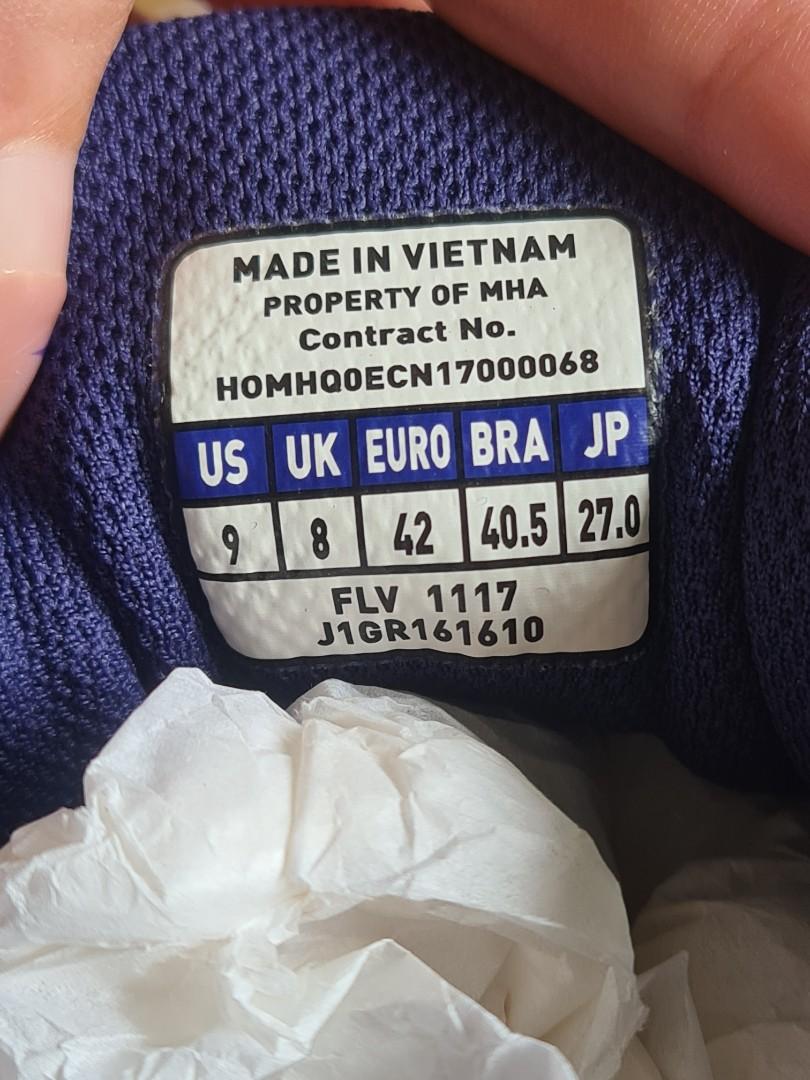 MADE IN VIETNAM
PROPERTY OF MHA
Contract No.
HOMHQ0ECN17000068
US UK EURO BRA JP
9 8 42 40.5 27.0
FLV 1117
J1GR161610